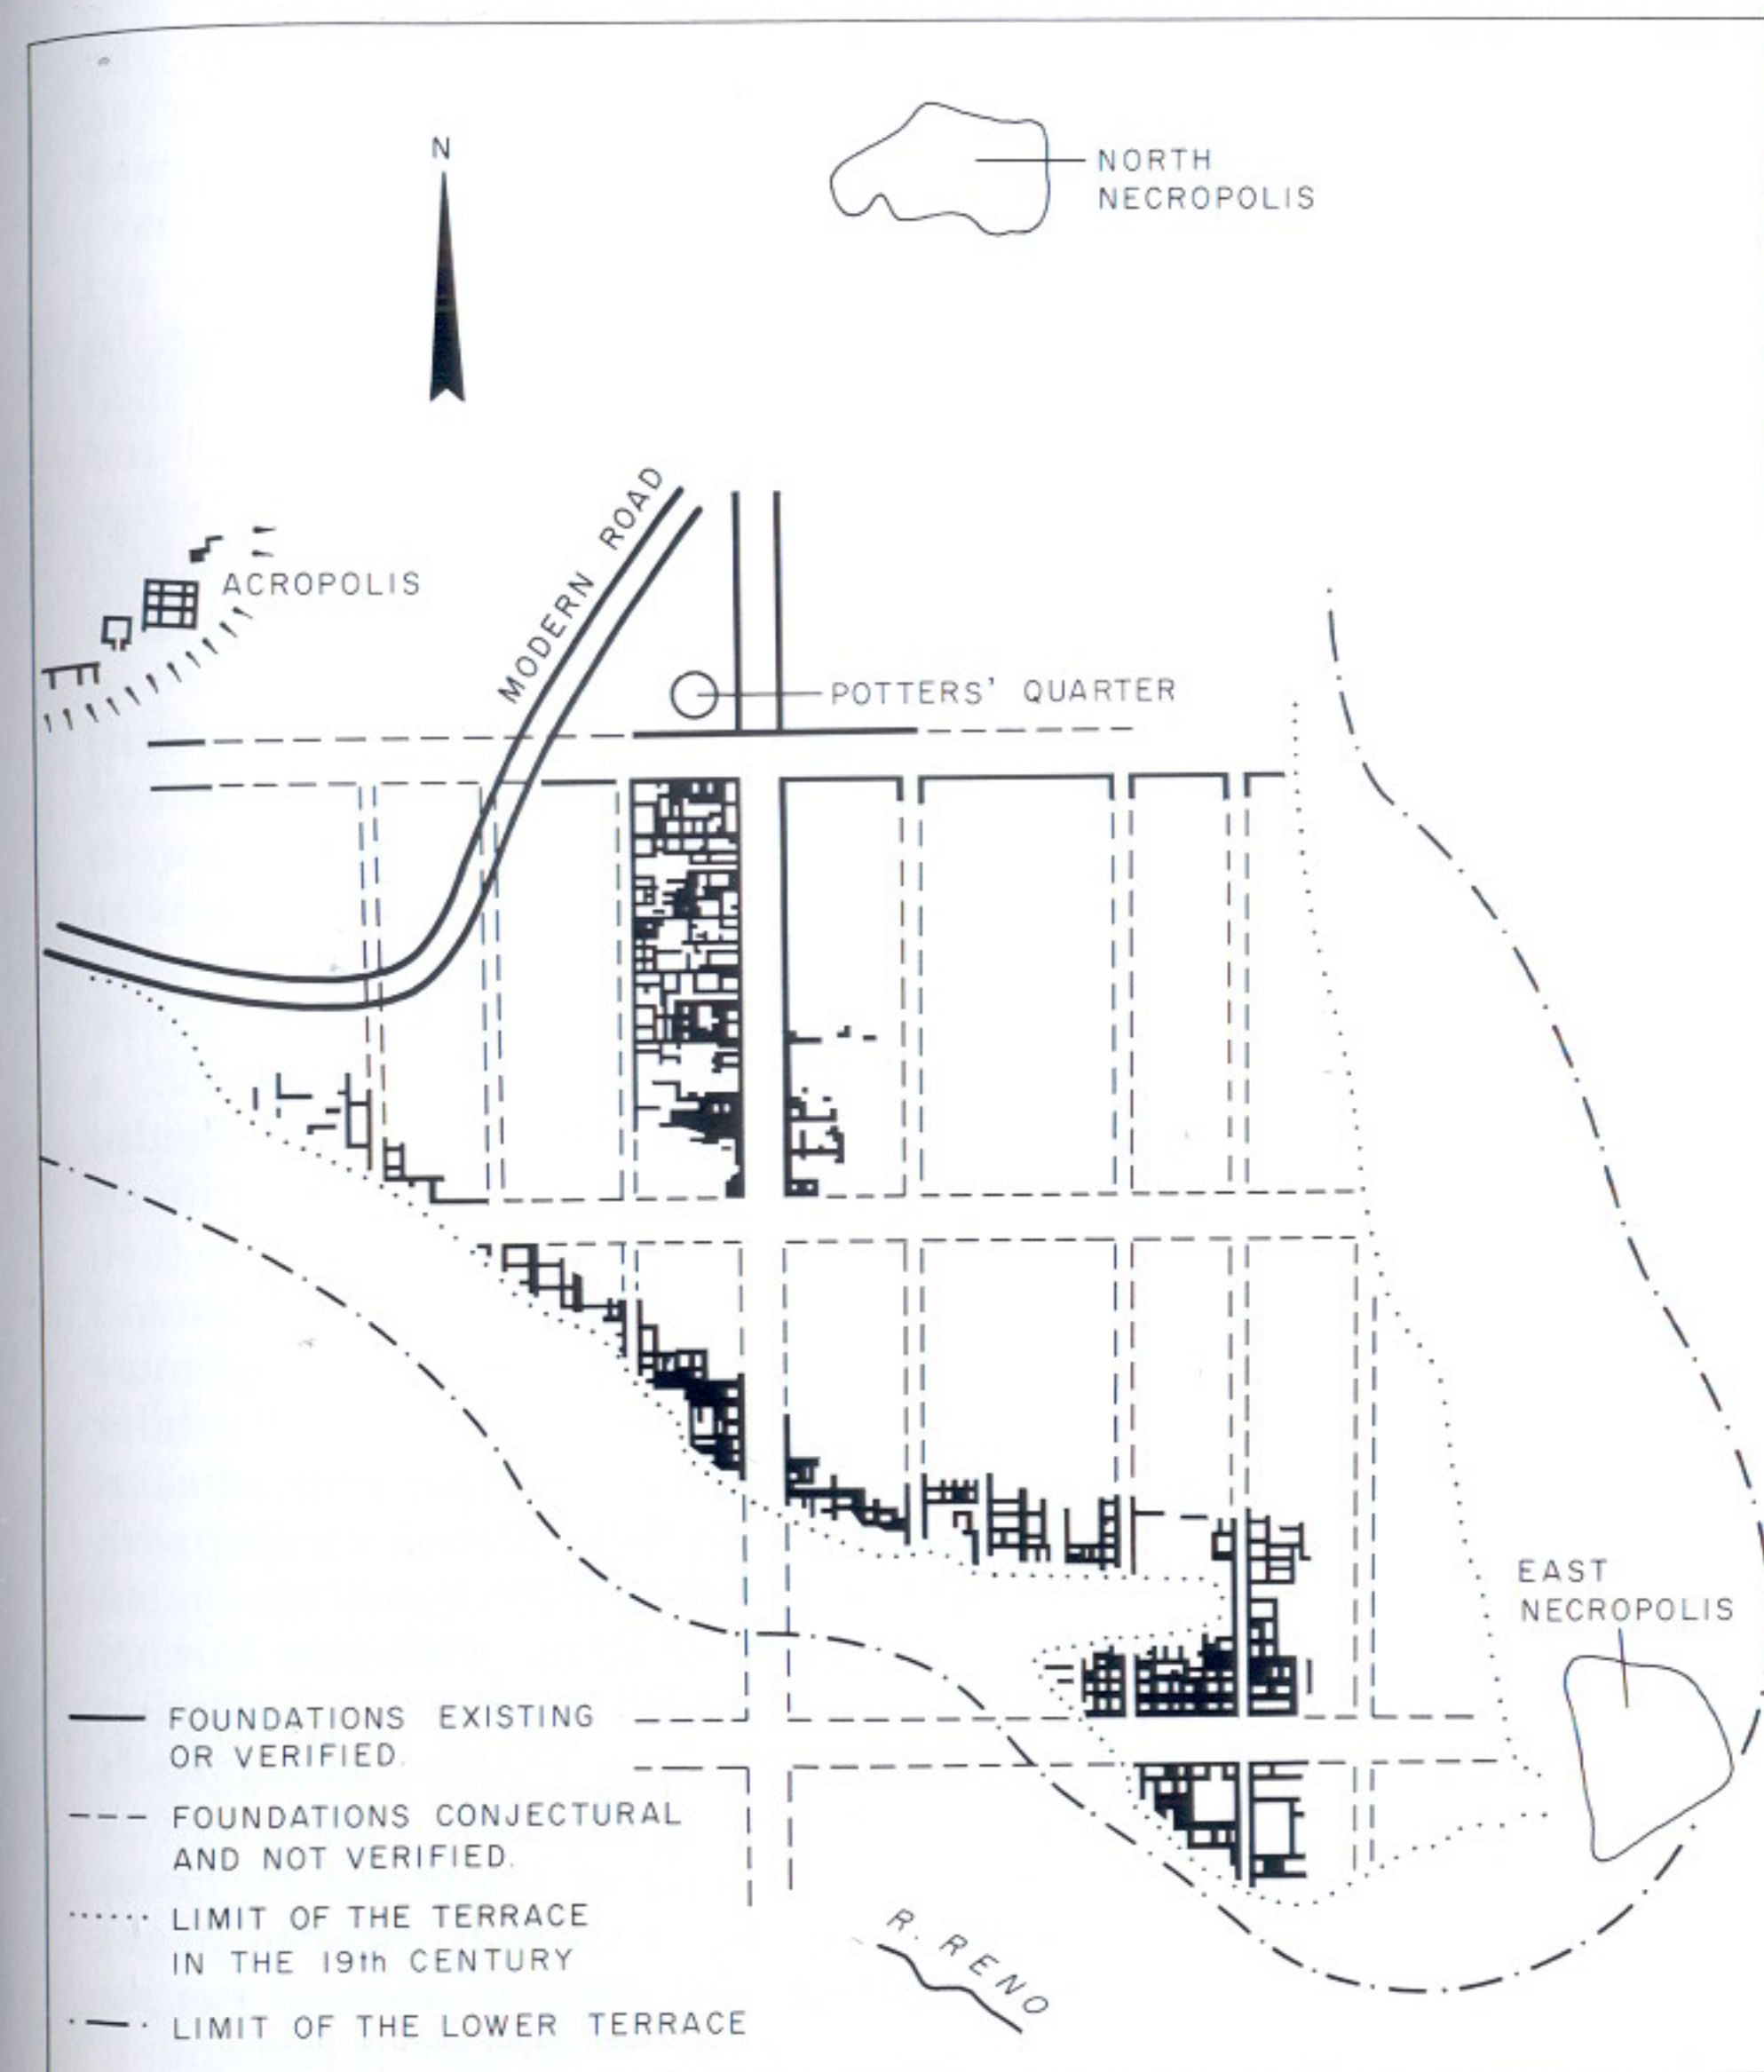 N
NORTH
NECROPOLIS
MODERN ROAD
ACROPOLIS
POTTERS' QUARTER
EAST
NECROPOLIS
FOUNDATIONS EXISTING
OR VERIFIED.
FOUNDATIONS CONJECTURAL
AND NOT VERIFIED.
LIMIT OF THE TERRACE
IN THE 19th CENTURY
LIMIT OF THE LOWER TERRACE
R. RENO